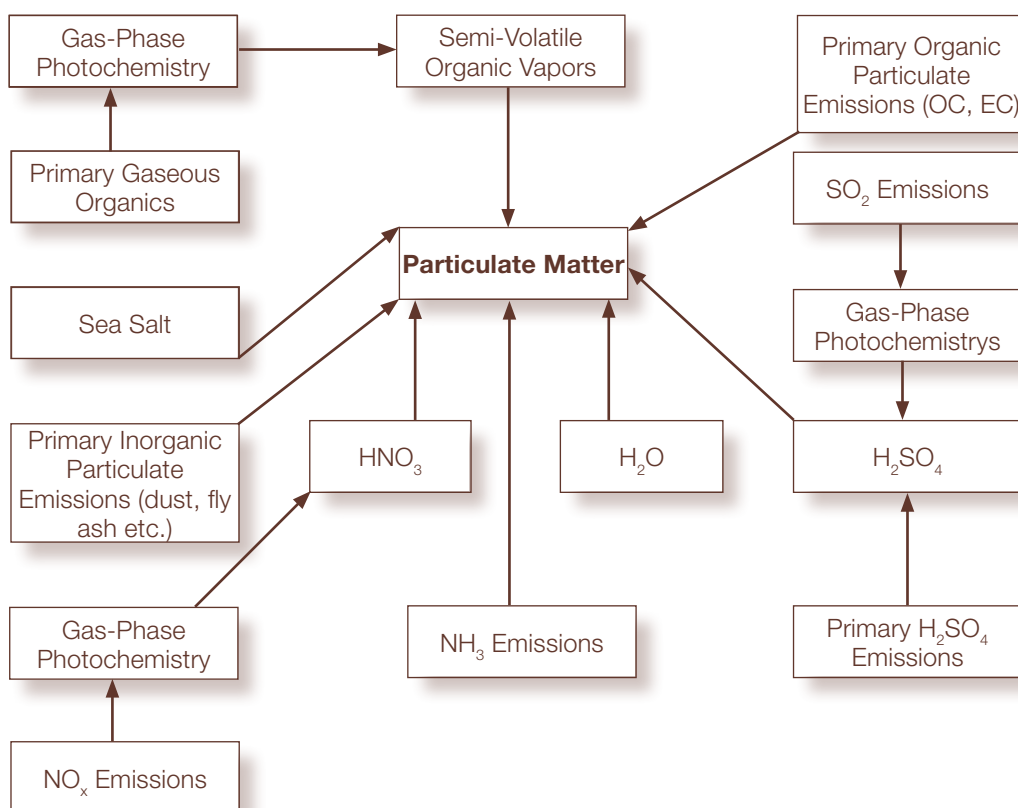 Gas-Phase
Photochemistry
Semi-Volatile
Organic Vapors
Primary Organic
Particulate
Emissions (OC, EC)
Primary Gaseous
Organics
SO₂ Emissions
Particulate Matter
Sea Salt
Gas-Phase
Photochemistrys
Primary Inorganic
Particulate
Emissions (dust, fly
ash etc.)
HNO₃
H₂O
H₂SO₄
Gas-Phase
Photochemistry
NH₃ Emissions
Primary H₂SO₄
Emissions
NOₓ Emissions